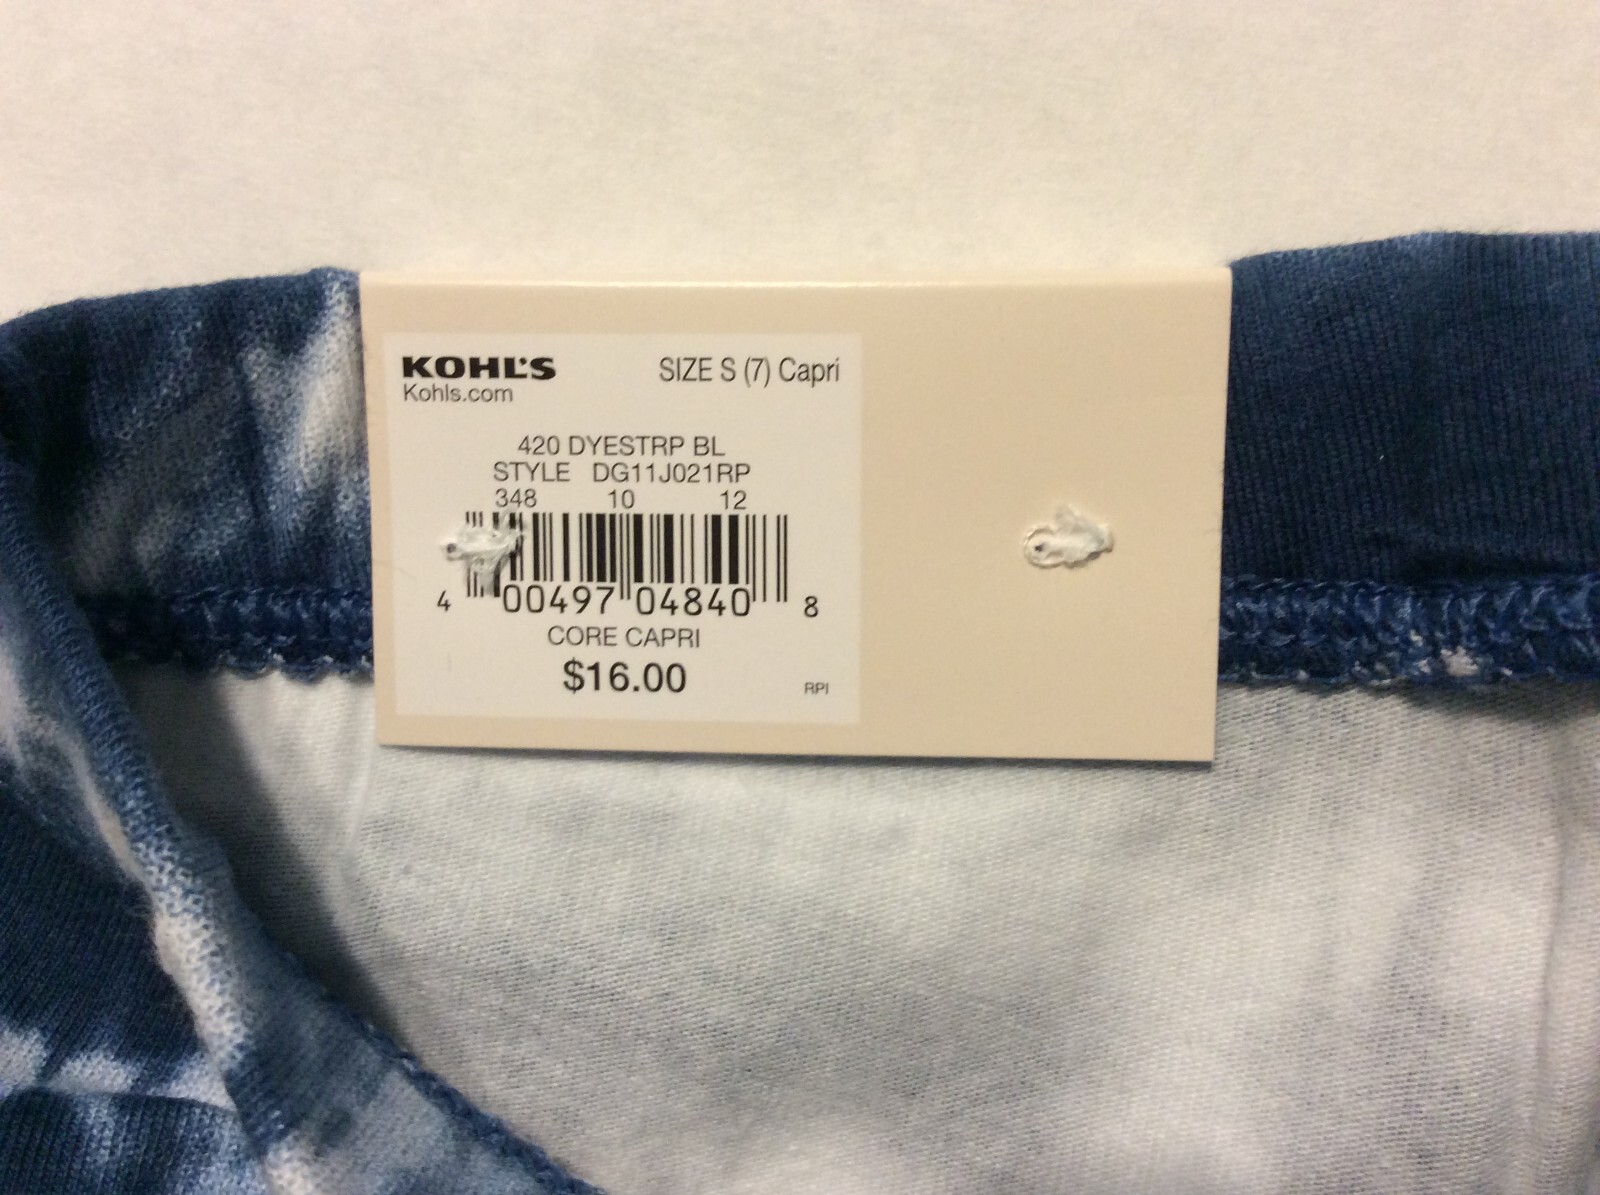 KOHL'S SIZE S (7) Capri
Kohls.com
420 DYESTRP BL
STYLE DG11J021RP
348 10 12
4 00497 04840 8
CORE CAPRI
$16.00
RPI